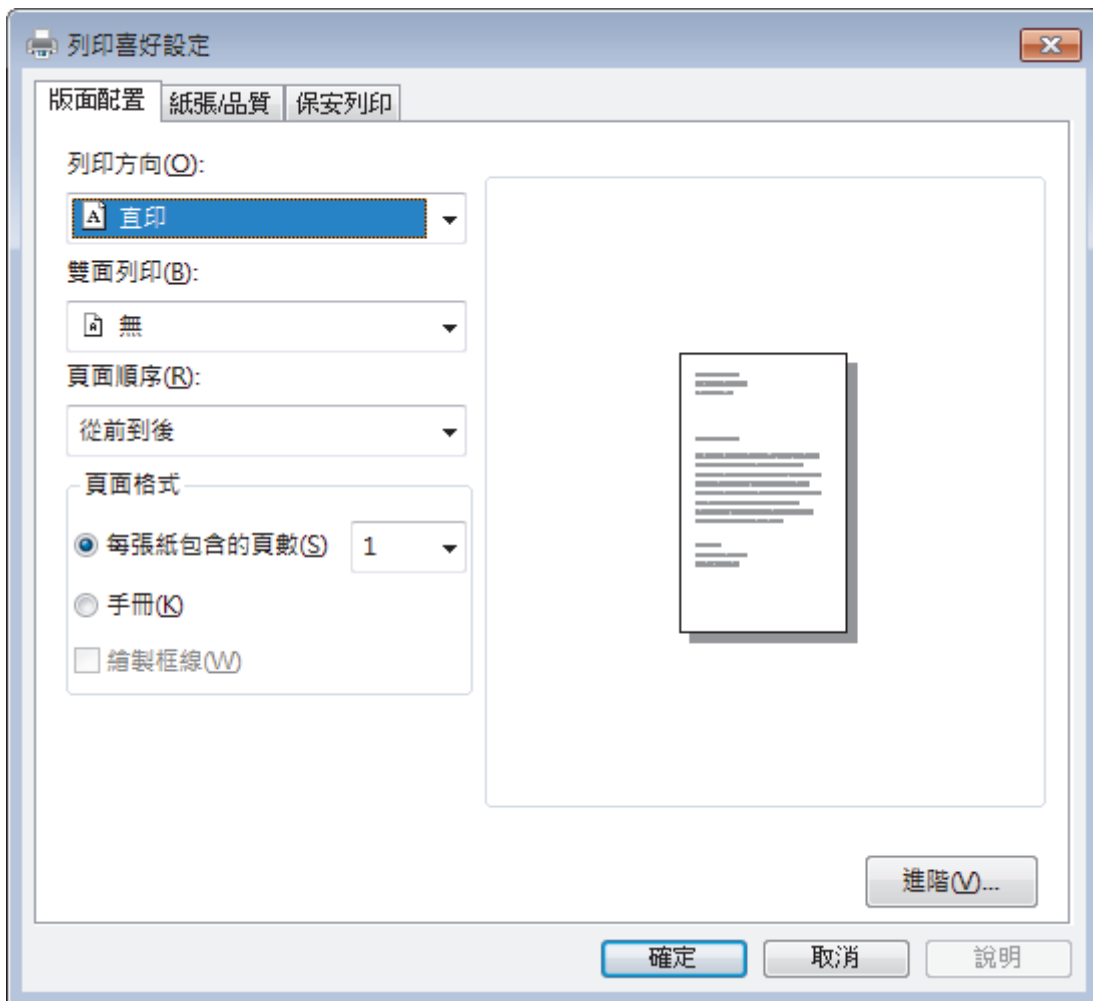 列印喜好設定
版面配置 紙張/品質 保安列印
列印方向(O):
A 直印
雙面列印(B):
A 無
頁面順序(R):
從前到後
頁面格式
每張紙包含的頁數(S) 1
手冊(K)
繪製框線(W)
進階(V)...
確定 取消 說明